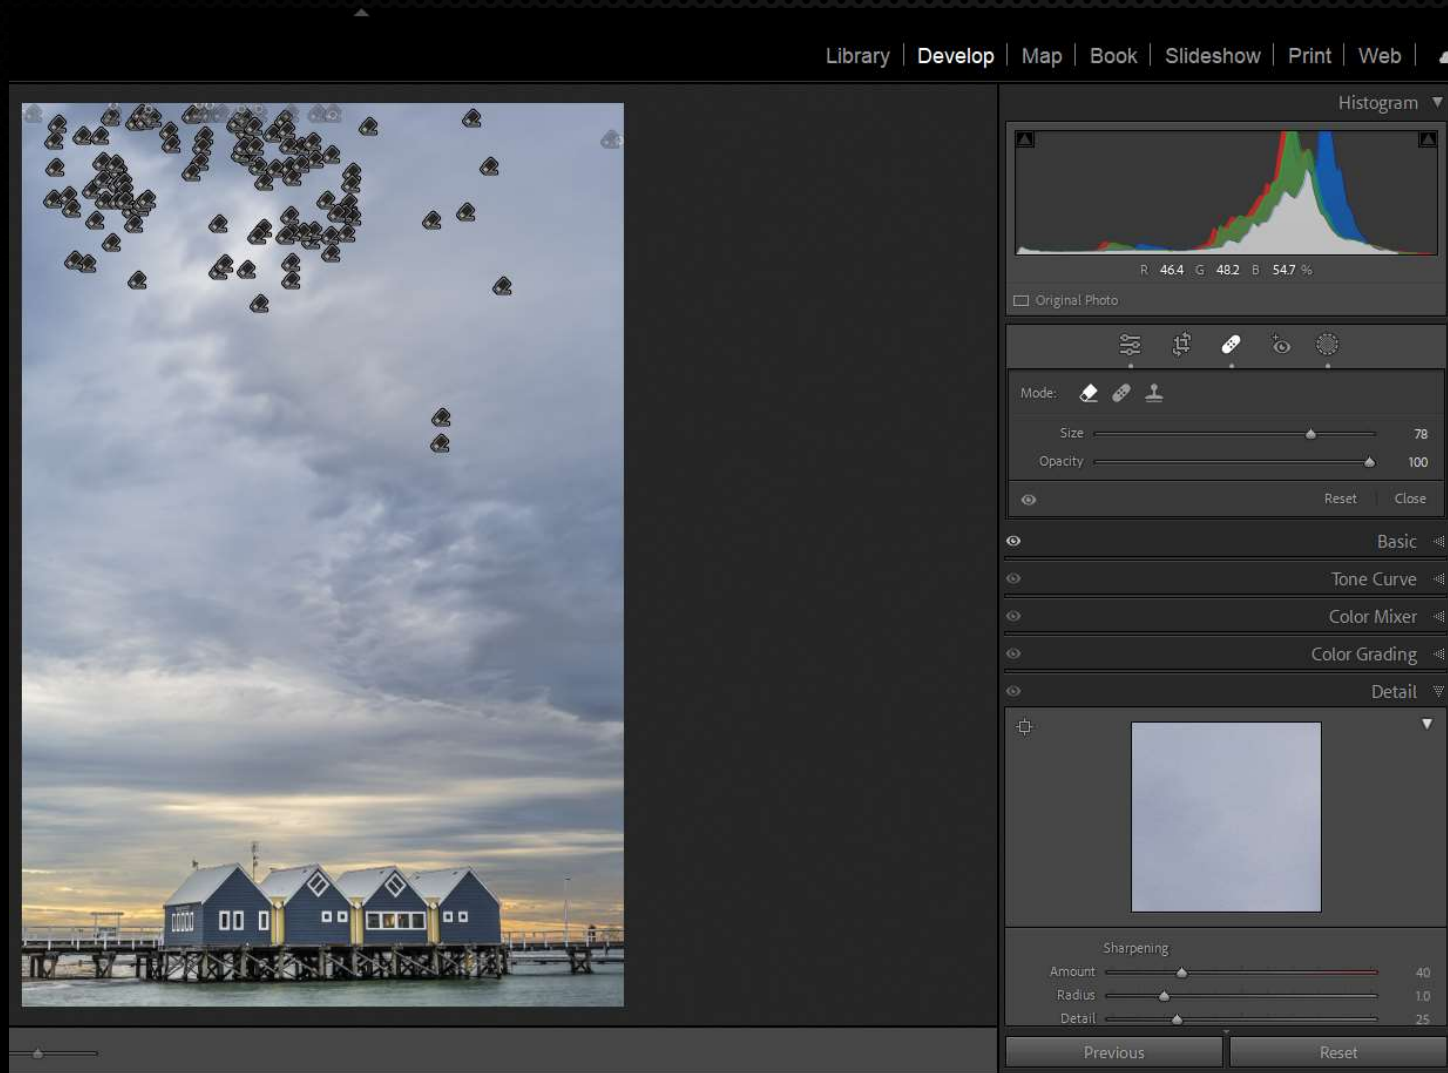 Library | Develop | Map | Book | Slideshow | Print | Web |
Histogram
R 46.4 G 48.2 B 54.7 %
Original Photo
Mode:
Size 78
Opacity 100
Reset Close
Basic
Tone Curve
Color Mixer
Color Grading
Detail
Sharpening
Amount 40
Radius 1.0
Detail 25
Previous Reset